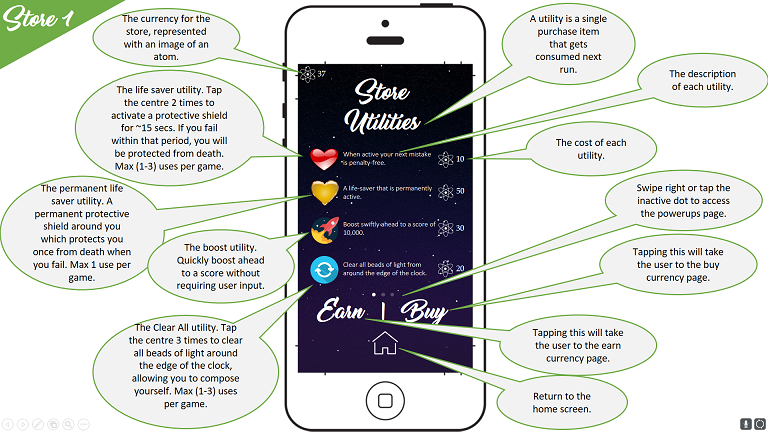 Store 1
The currency for the
store, represented
with an image of an
atom.
A utility is a single
purchase item
that gets
consumed next
run.
The life saver utility. Tap
the centre 2 times to
activate a protective shield
for ~15 secs. If you fail
within that period, you will
be protected from death.
Max (1-3) uses per game.
The description
of each utility.
The cost of each
utility.
The permanent life
saver utility. A
permanent protective
shield around you
which protects you
once from death when
you fail. Max 1 use per
game.
Swipe right or tap the
inactive dot to access
the powerups page.
The boost utility.
Quickly boost ahead
to a score without
requiring user input.
Tapping this will take
the user to the buy
currency page.
The Clear All utility. Tap
the centre 3 times to clear
all beads of light around
the edge of the clock,
allowing you to compose
yourself. Max (1-3) uses
per game.
Tapping this will take
the user to the earn
currency page.
Return to the
home screen.
37
Store
Utilities
When active your next mistake
is penalty-free.
10
A life-saver that is permanently
active.
50
Boost swiftly ahead to a score of
10,000.
30
Clear all beads of light from
around the edge of the clock.
20
Earn | Buy